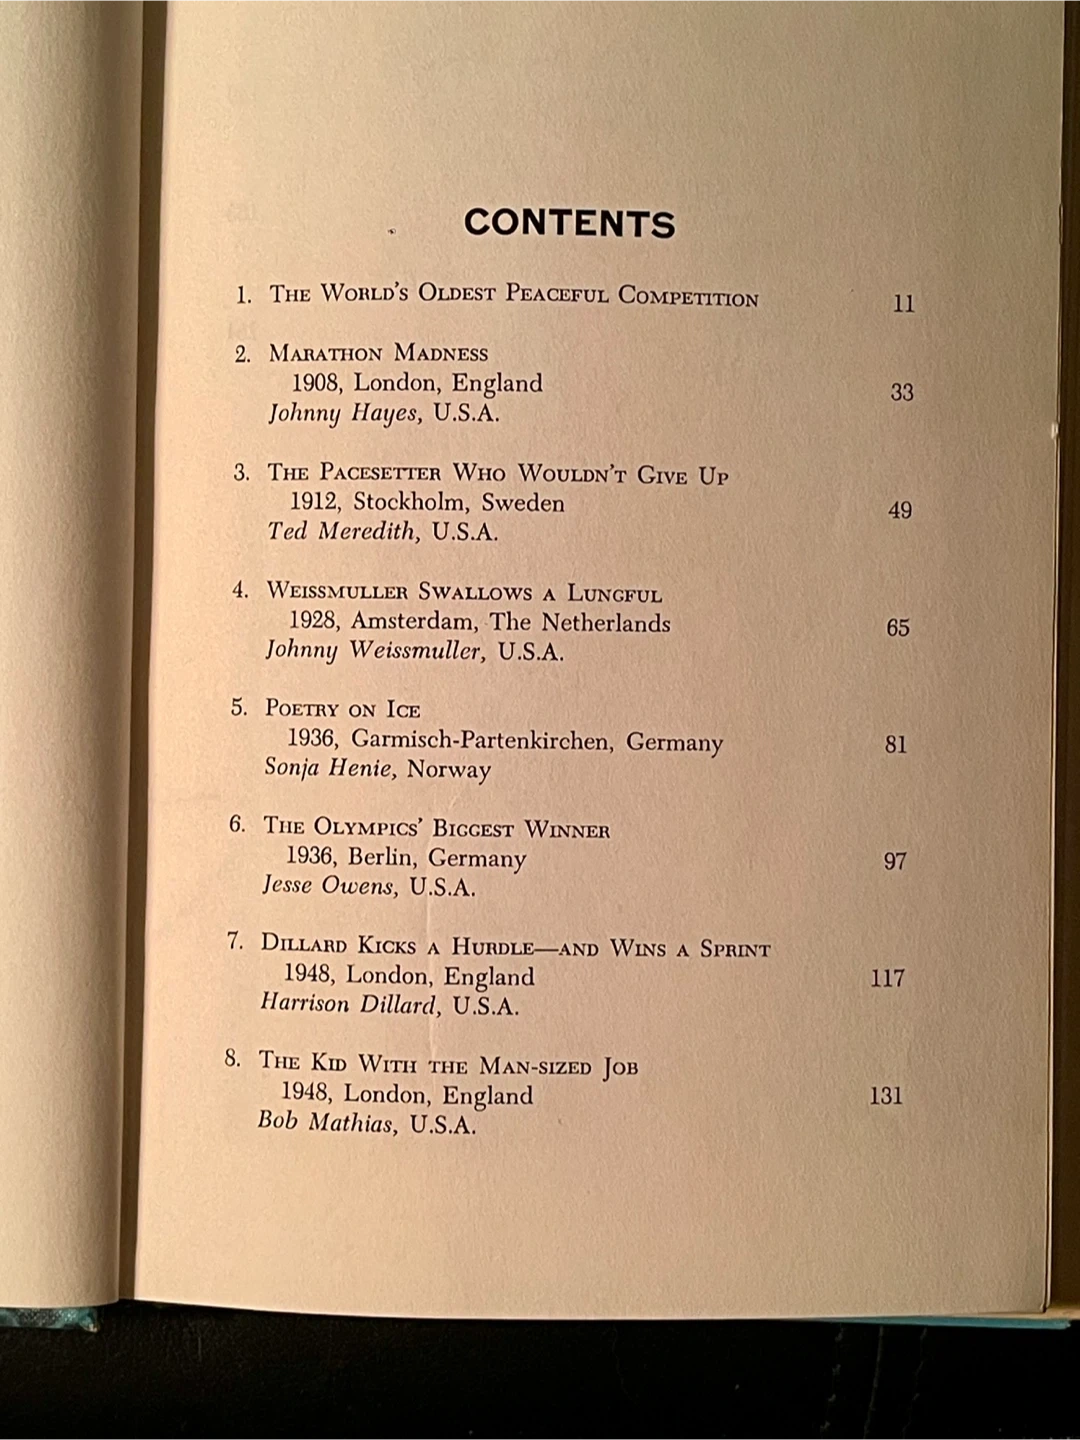 CONTENTS
1. The World's Oldest Peaceful Competition 11
2. Marathon Madness
1908, London, England 33
Johnny Hayes, U.S.A.
3. The Pacesetter Who Wouldn't Give Up
1912, Stockholm, Sweden 49
Ted Meredith, U.S.A.
4. Weissmuller Swallows a Lungful
1928, Amsterdam, The Netherlands 65
Johnny Weissmuller, U.S.A.
5. Poetry on Ice
1936, Garmisch-Partenkirchen, Germany 81
Sonja Henie, Norway
6. The Olympics' Biggest Winner
1936, Berlin, Germany 97
Jesse Owens, U.S.A.
7. Dillard Kicks a Hurdle—and Wins a Sprint
1948, London, England 117
Harrison Dillard, U.S.A.
8. The Kid With the Man-sized Job
1948, London, England 131
Bob Mathias, U.S.A.